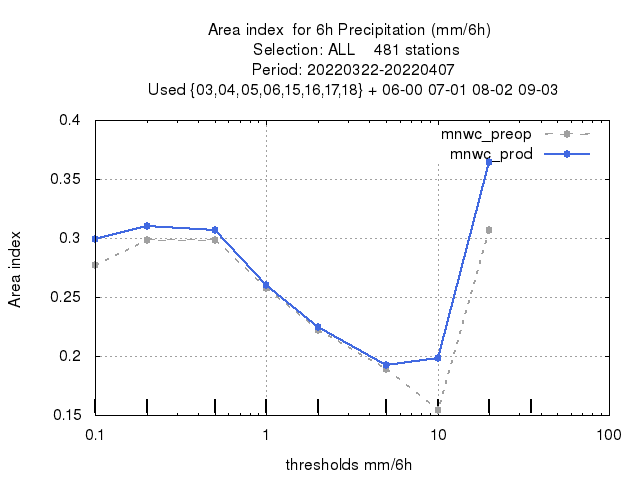 Area index  for 6h Precipitation (mm/6h)
Selection: ALL    481 stations
Period: 20220322-20220407
Used {03,04,05,06,15,16,17,18} + 06-00 07-01 08-02 09-03
mnwc_preop
mnwc_prod
Area index
0.4
0.35
0.3
0.25
0.2
0.15
0.1
1
10
100
thresholds mm/6h